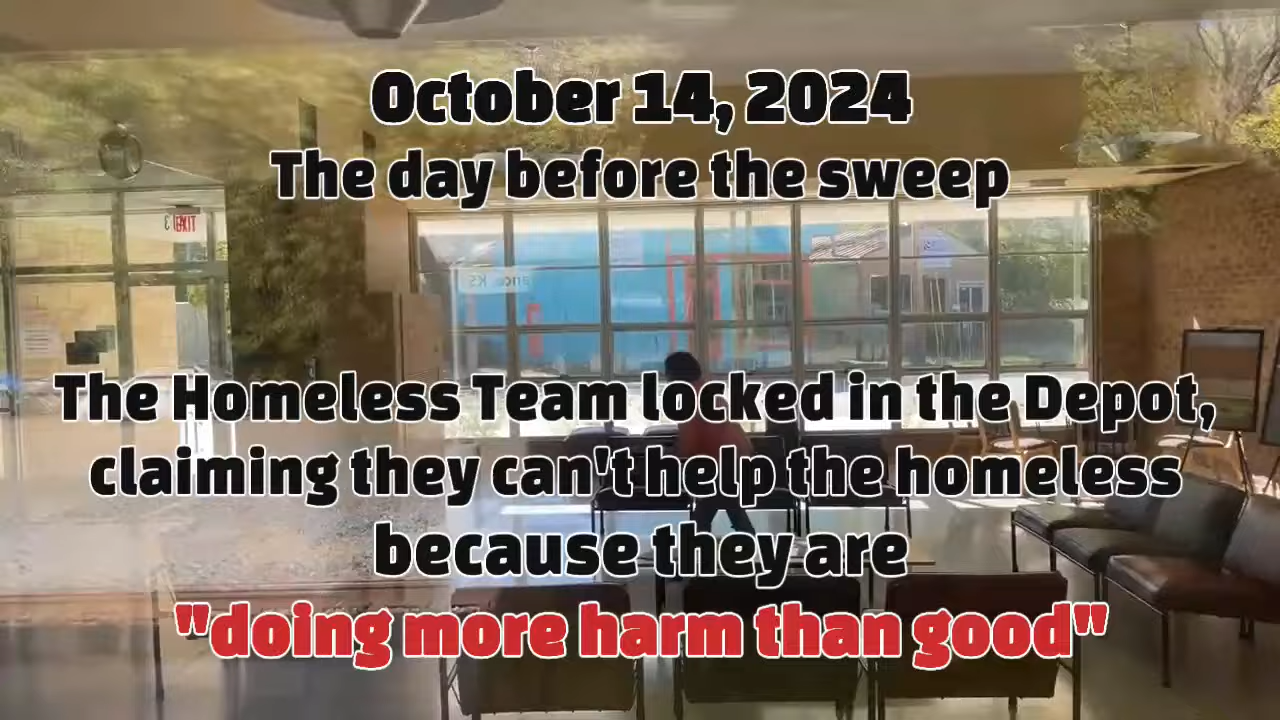 October 14, 2024
The day before the sweep
EXIT
The Homeless Team locked in the Depot,
claiming they can't help the homeless
because they are
"doing more harm than good"